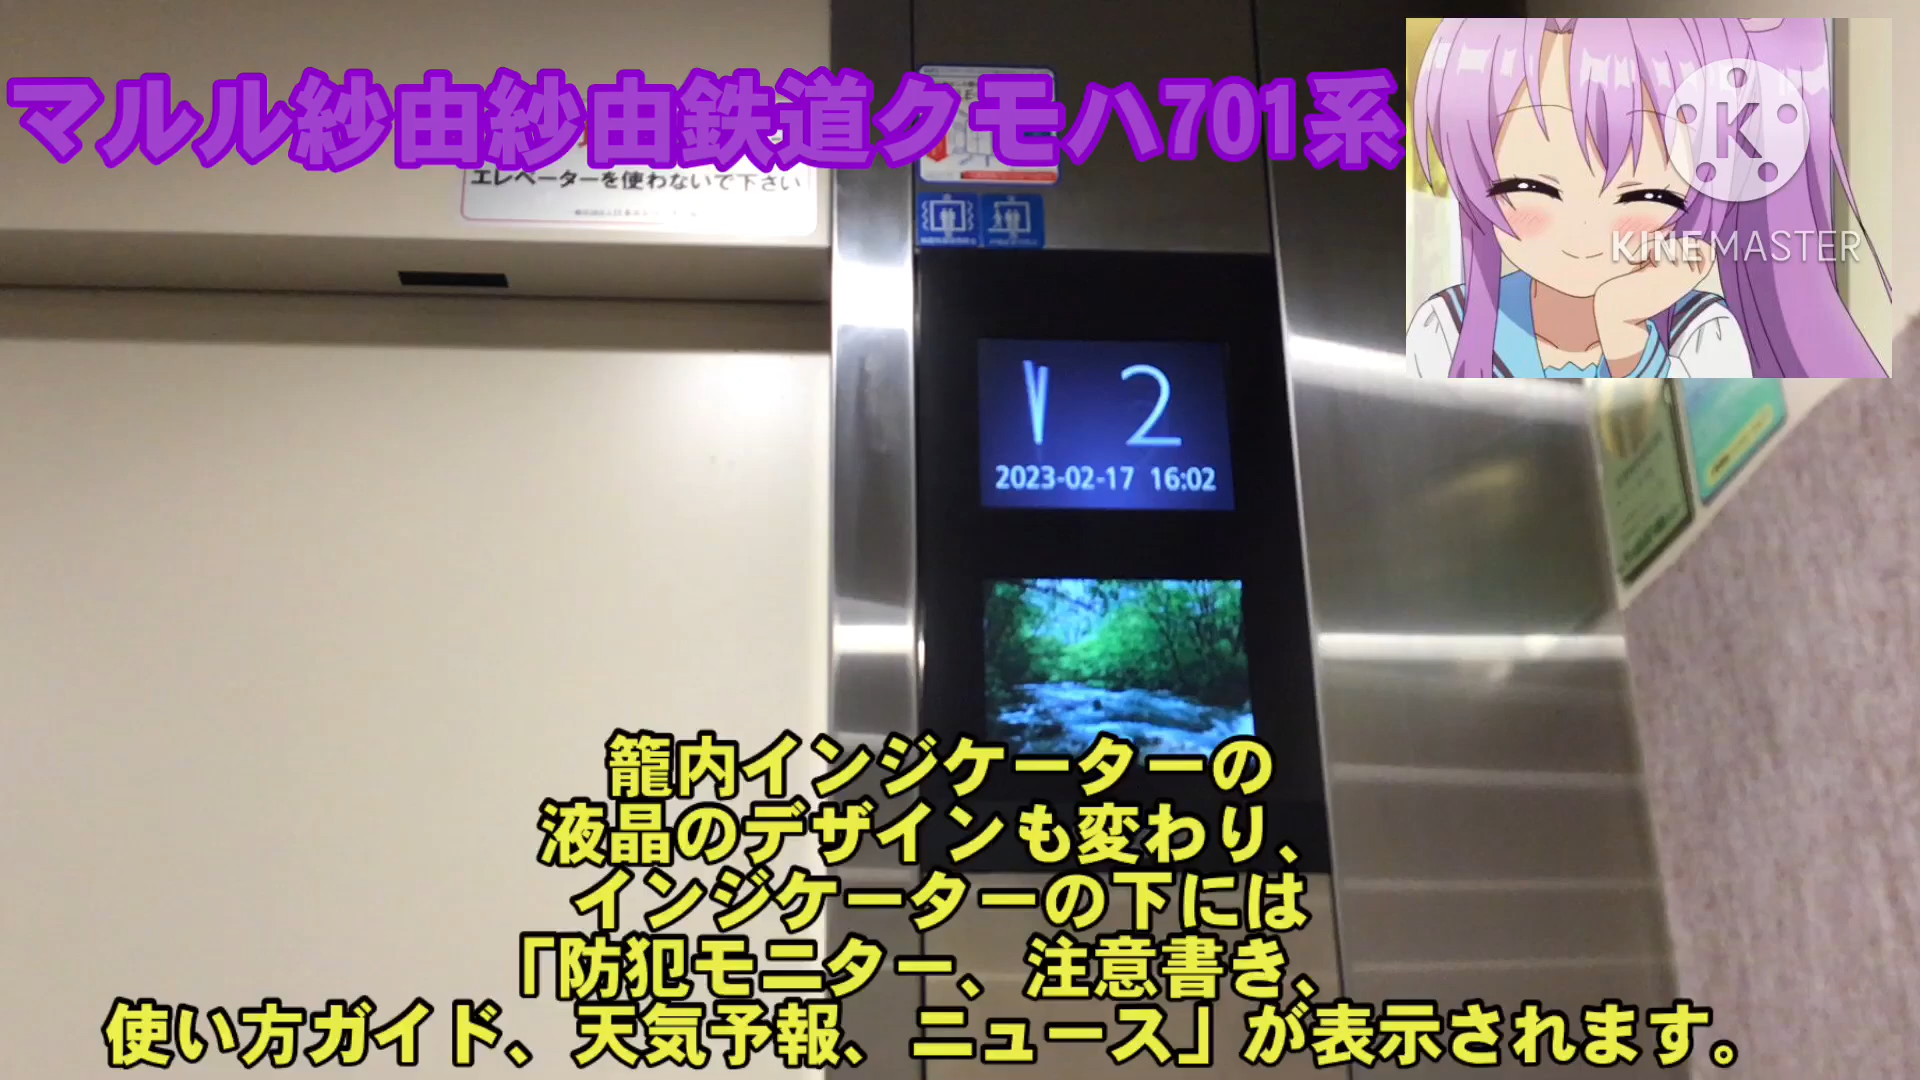 マルル紗由紗由鉄道クモハ701系
K
KINEMASTER
エレベーターを使わないで下さい
2
2023-02-17 16:02
籠内インジケーターの
液晶のデザインも変わり、
インジケーターの下には
「防犯モニター、注意書き、
使い方ガイド、天気予報、ニュース」が表示されます。